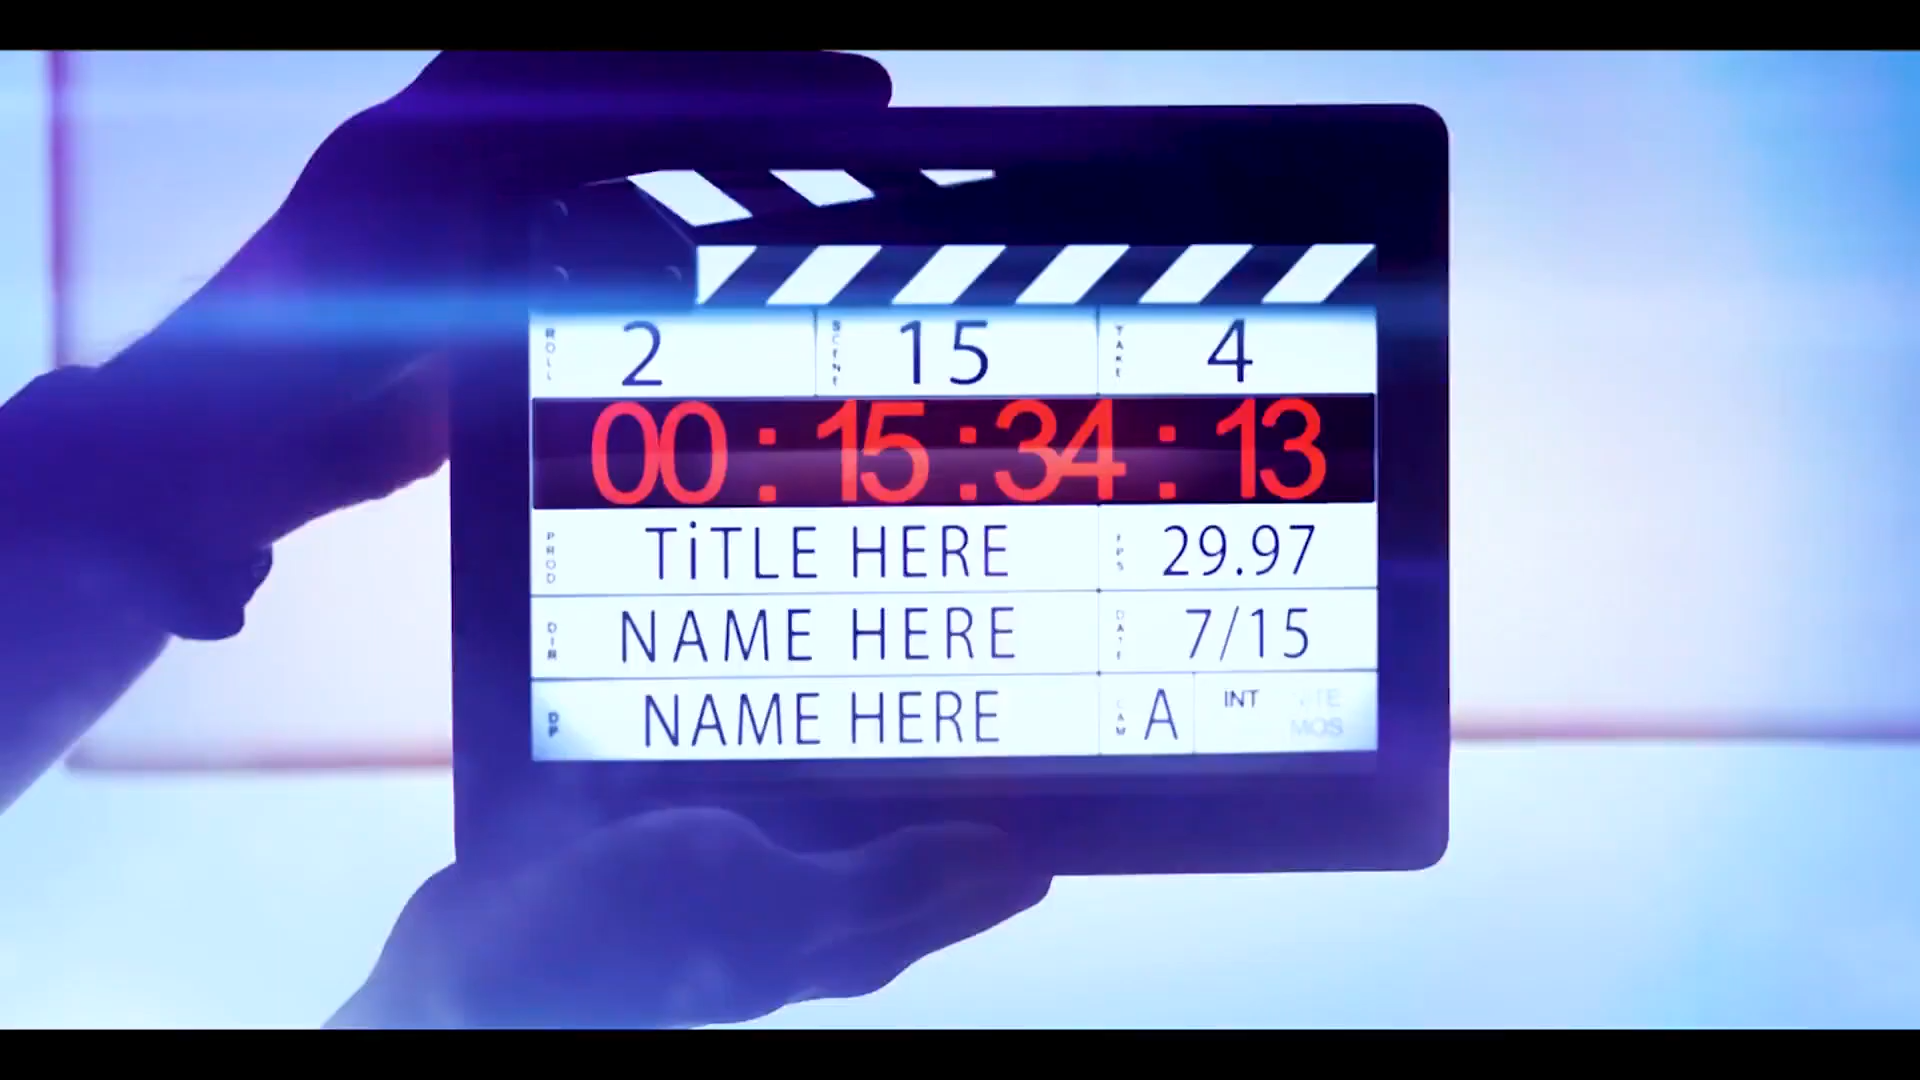 ROLL 2 SCENE 15 TAKE 4
00 : 15 : 34 : 13
PROD TiTLE HERE FPS 29.97
DIR NAME HERE DATE 7/15
DP NAME HERE CAM A INT
MOS